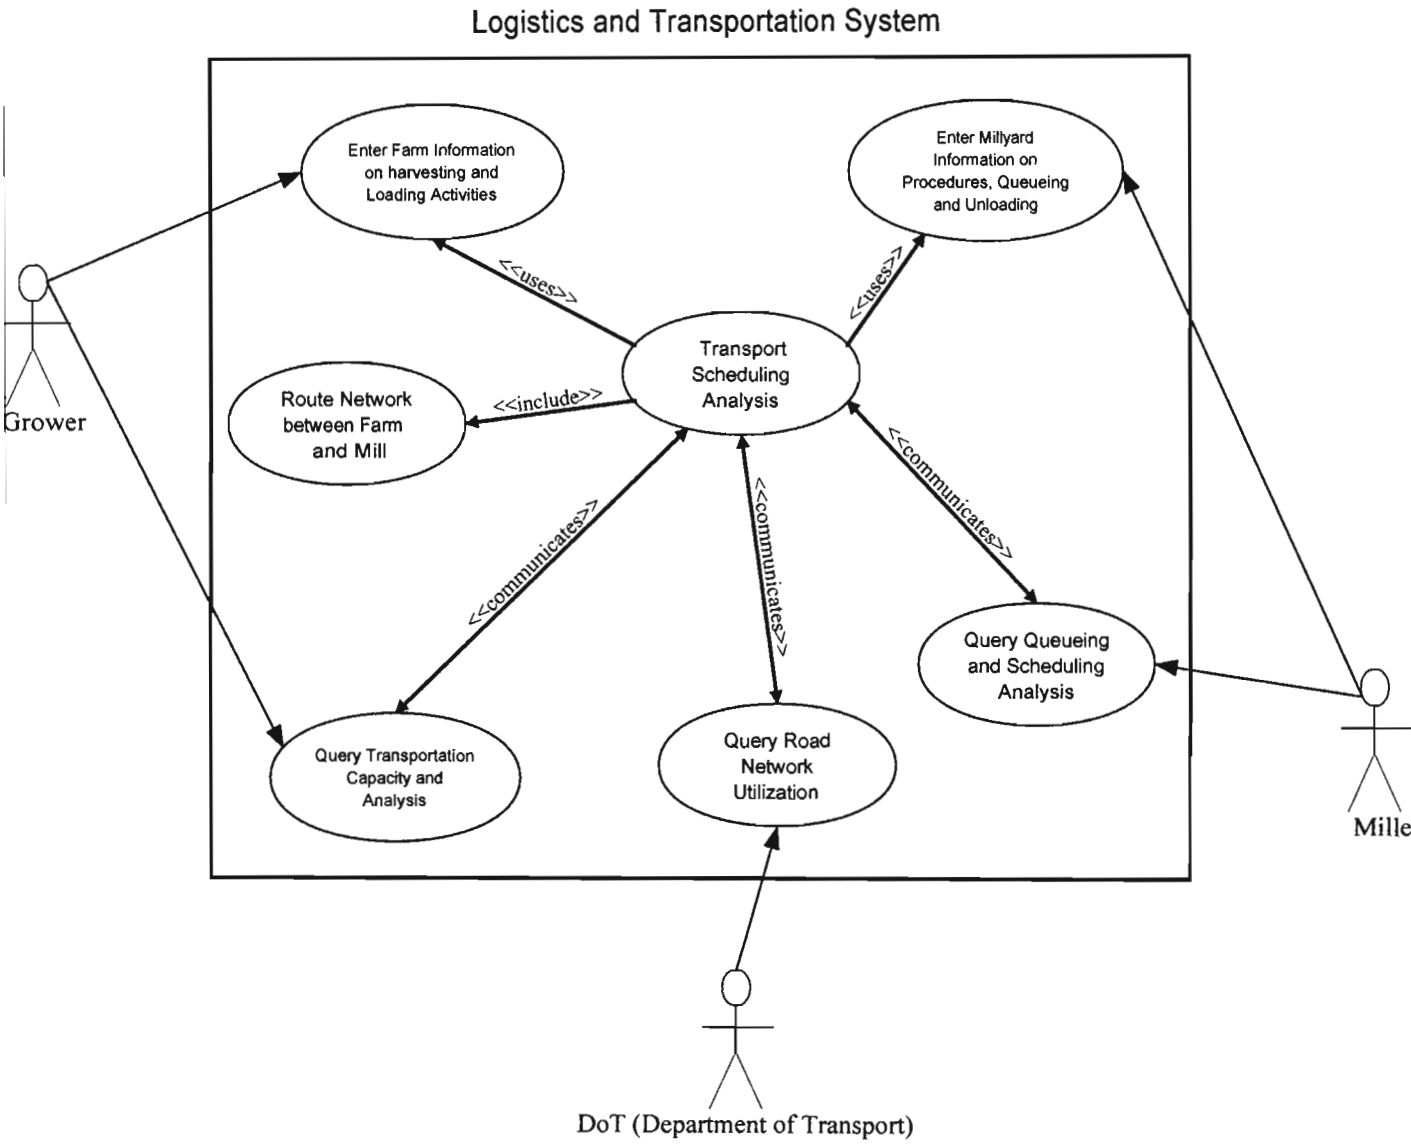 Logistics and Transportation System
Enter Farm Information
on harvesting and
Loading Activities
Enter Millyard
Information on
Procedures, Queueing
and Unloading
<<uses>>
<<uses>>
Transport
Scheduling
Analysis
Route Network
between Farm
and Mill
<<include>>
Grower
<<communicates>>
<<communicates>>
<<communicates>>
Query Queueing
and Scheduling
Analysis
Query Transportation
Capacity and
Analysis
Query Road
Network
Utilization
Mille
DoT (Department of Transport)